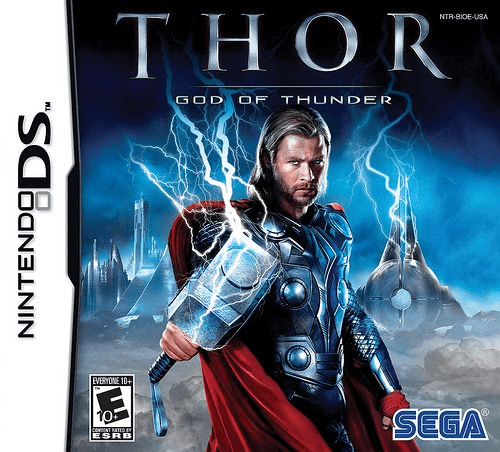 NTR-BIOE-USA
THOR
GOD OF THUNDER
NINTENDO DS™
EVERYONE 10+
E
10+
CONTENT RATED BY
ESRB
SEGA®